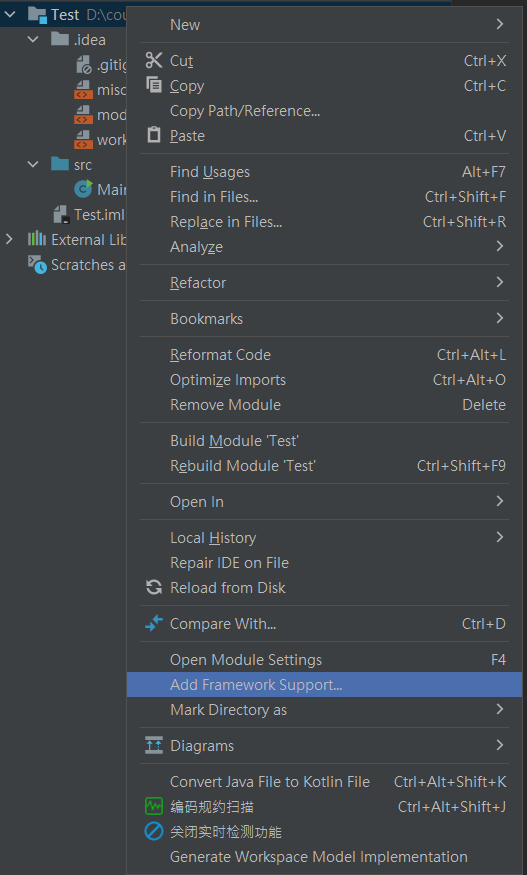 Test D:\cou
New
.idea
.gitig
Cut Ctrl+X
misc
Copy Ctrl+C
mod
Copy Path/Reference...
work
Paste Ctrl+V
src
Find Usages Alt+F7
Main
Find in Files... Ctrl+Shift+F
Test.iml
Replace in Files... Ctrl+Shift+R
External Lib
Analyze
Scratches a
Refactor
Bookmarks
Reformat Code Ctrl+Alt+L
Optimize Imports Ctrl+Alt+O
Remove Module Delete
Build Module 'Test'
Rebuild Module 'Test' Ctrl+Shift+F9
Open In
Local History
Repair IDE on File
Reload from Disk
Compare With... Ctrl+D
Open Module Settings F4
Add Framework Support...
Mark Directory as
Diagrams
Convert Java File to Kotlin File Ctrl+Alt+Shift+K
编码规约扫描 Ctrl+Alt+Shift+J
关闭实时检测功能
Generate Workspace Model Implementation